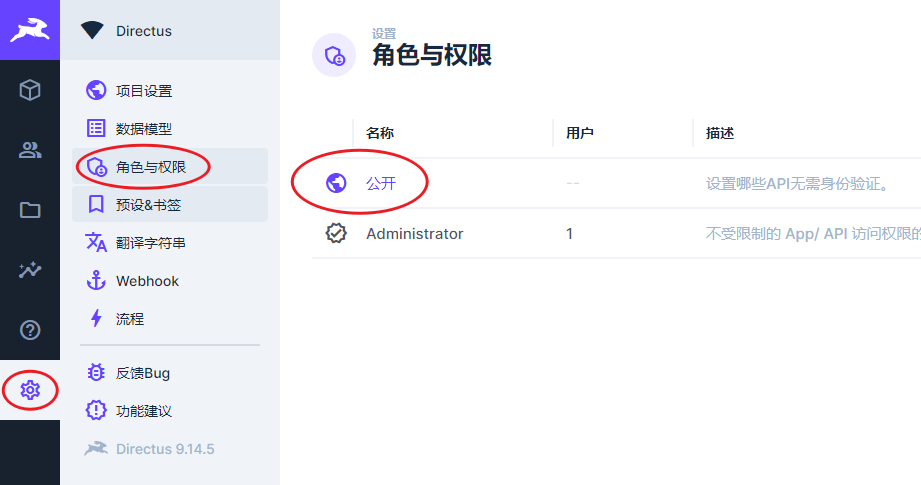 Directus
项目设置
数据模型
角色与权限
预设&书签
翻译字符串
Webhook
流程
反馈Bug
功能建议
Directus 9.14.5
设置
角色与权限
名称 用户 描述
公开 -- 设置哪些API无需身份验证。
Administrator 1 不受限制的 App/ API 访问权限的